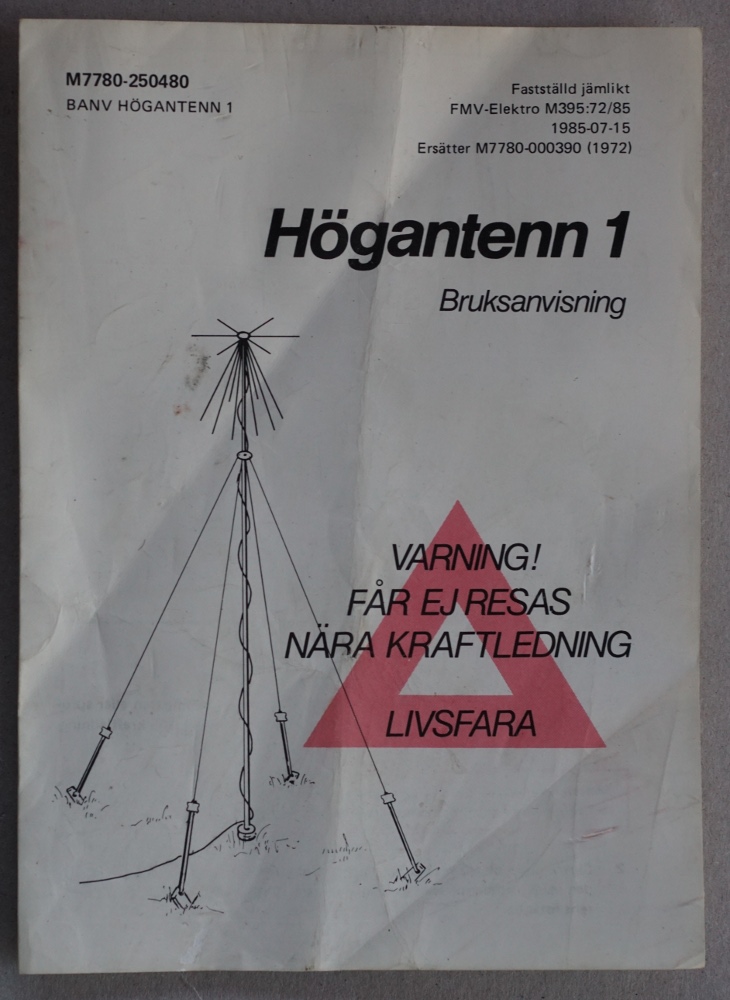 M7780-250480
BANV HÖGANTENN 1
Fastställd jämlikt
FMV-Elektro M395:72/85
1985-07-15
Ersätter M7780-000390 (1972)
Högantenn 1
Bruksanvisning
VARNING!
FÅR EJ RESAS
NÄRA KRAFTLEDNING
LIVSFARA